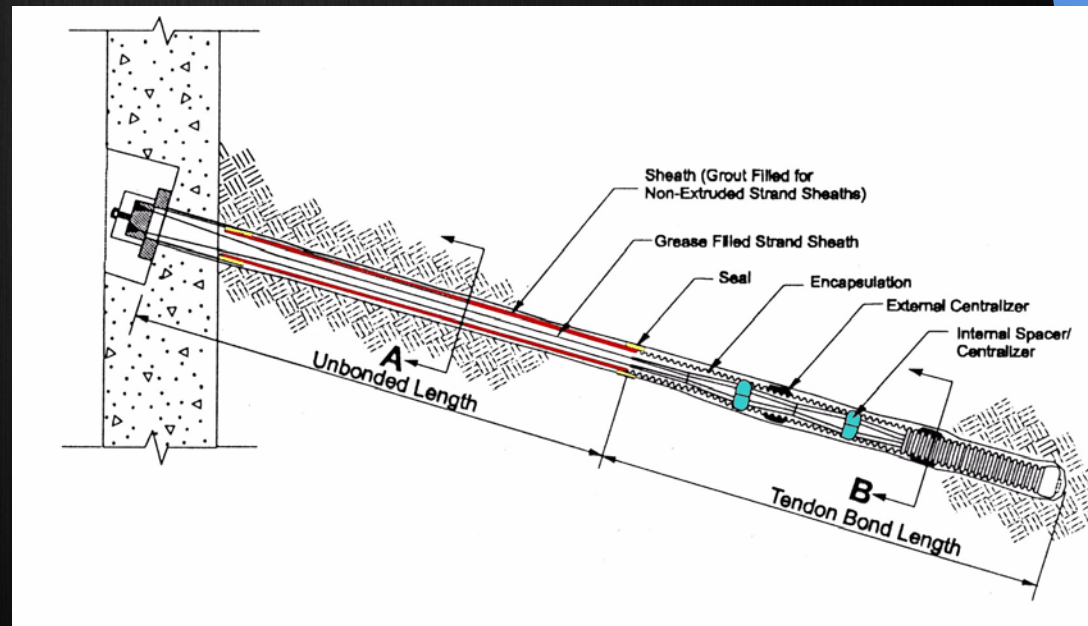 Sheath (Grout Filled for
Non-Extruded Strand Sheaths)
Grease Filled Strand Sheath
Seal
Encapsulation
External Centralizer
Internal Spacer/
Centralizer
A
Unbonded Length
B
Tendon Bond Length